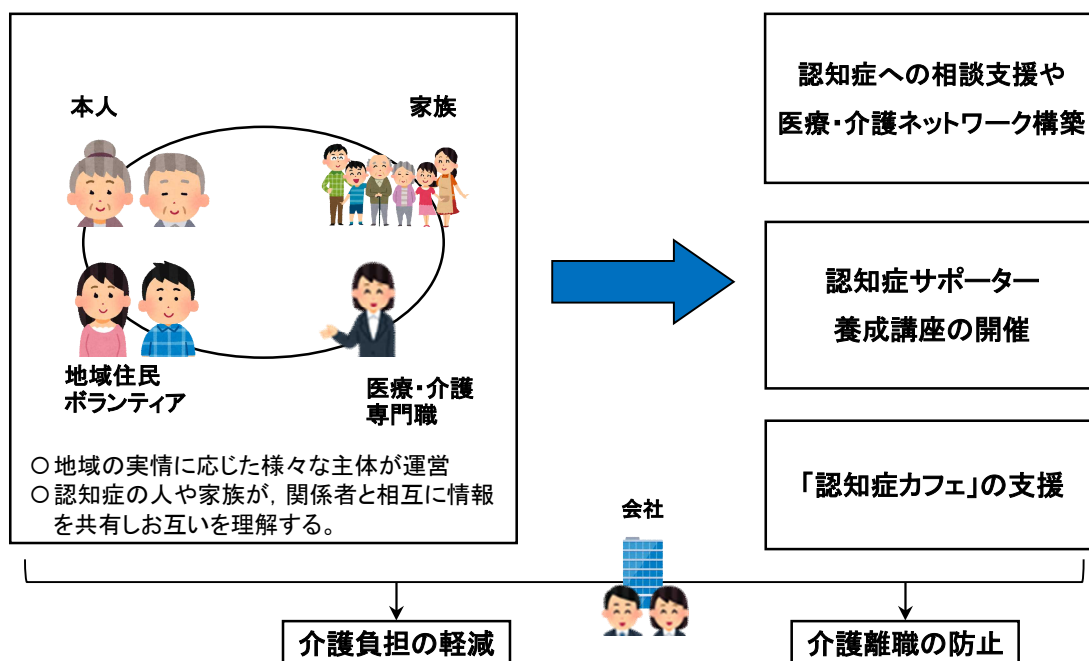 本人
家族
地域住民
ボランティア
医療・介護
専門職
○地域の実情に応じた様々な主体が運営
○認知症の人や家族が，関係者と相互に情報
を共有しお互いを理解する。
認知症への相談支援や
医療・介護ネットワーク構築
認知症サポーター
養成講座の開催
「認知症カフェ」の支援
会社
介護負担の軽減
介護離職の防止